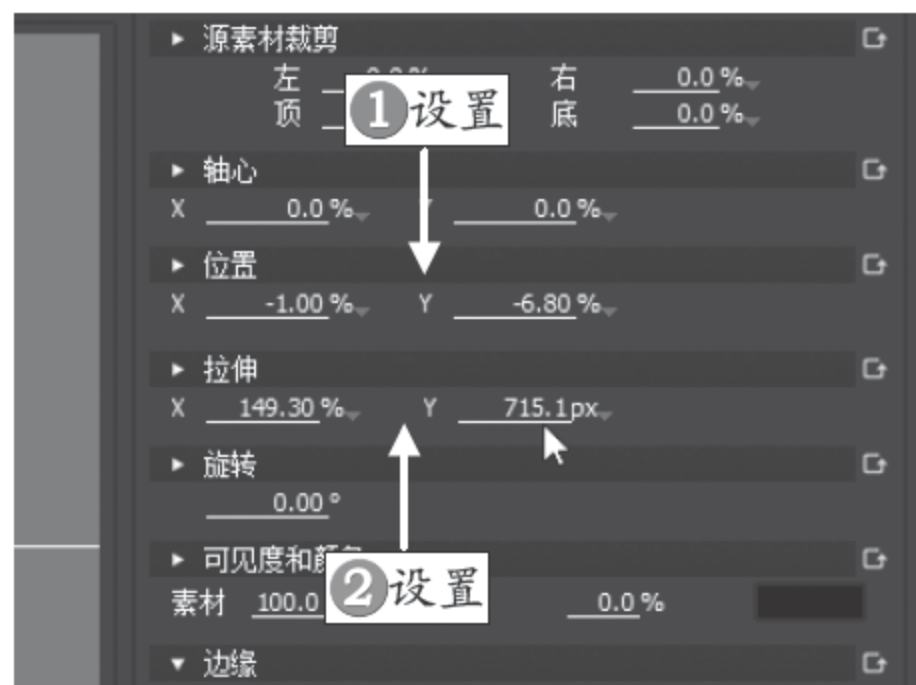 源素材裁剪
左 右 0.0%
顶 底 0.0%
1设置
轴心
X 0.0% 0.0%
位置
X -1.00% Y -6.80%
拉伸
X 149.30% Y 715.1px
旋转
0.00°
可见度和
2设置
素材 100.0 0.0%
边缘